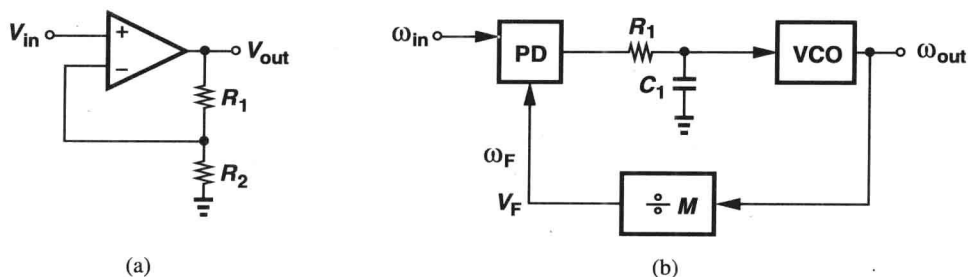 V_in
+
−
V_out
R_1
R_2
(a)
ω_in
PD
R_1
C_1
VCO
ω_out
ω_F
V_F
÷ M
(b)